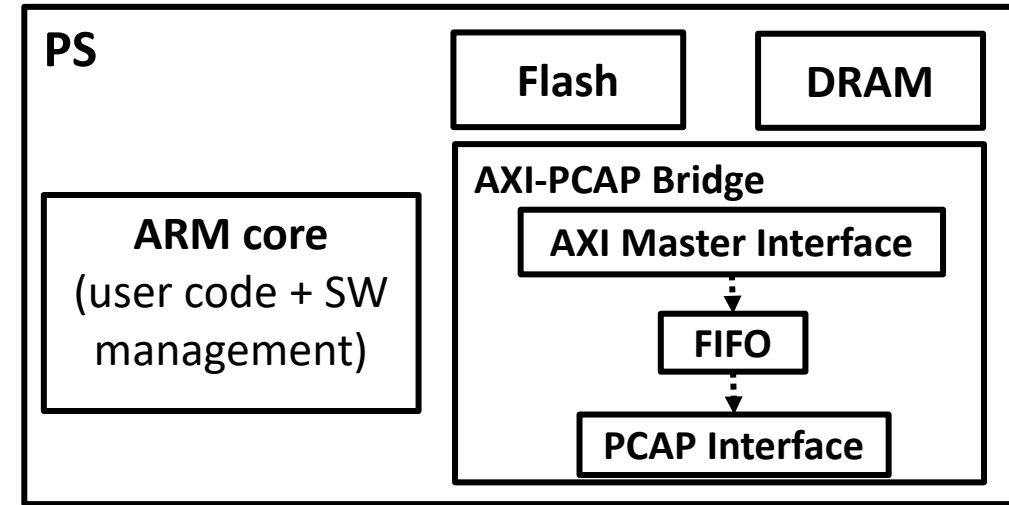 PS
Flash
DRAM
AXI-PCAP Bridge
AXI Master Interface
FIFO
PCAP Interface
ARM core
(user code + SW
management)